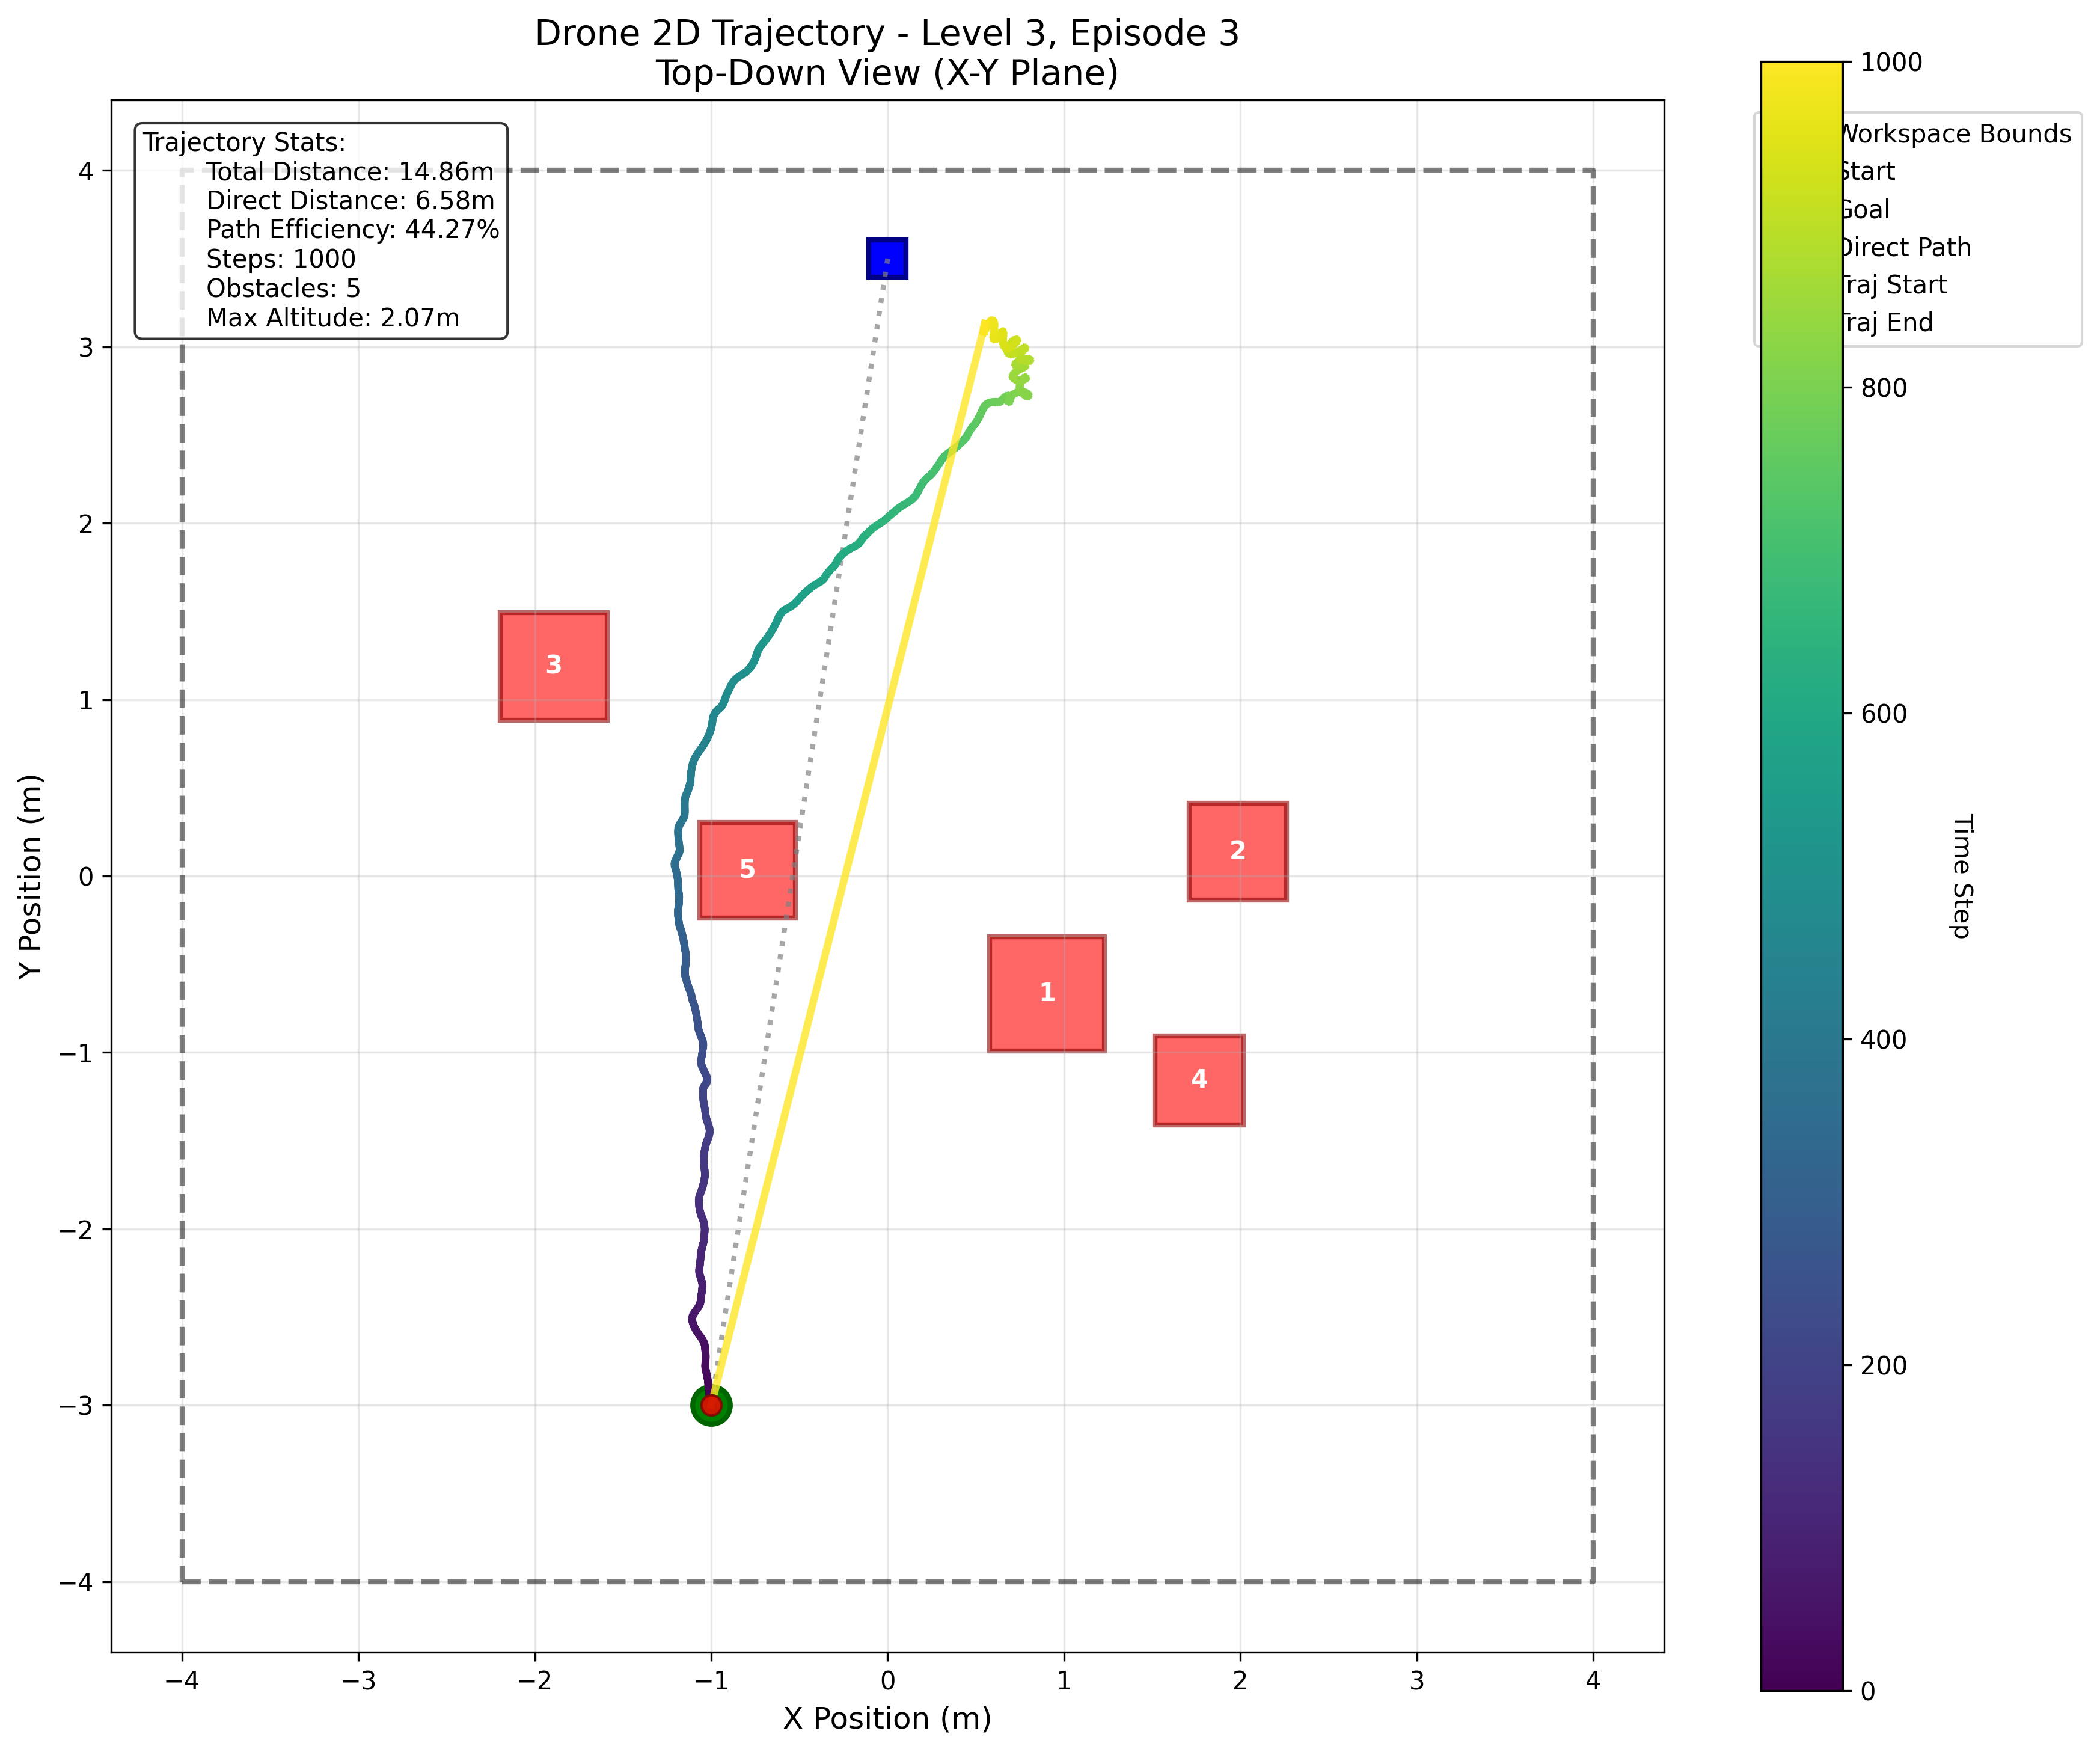 Drone 2D Trajectory - Level 3, Episode 3
Top-Down View (X-Y Plane)
Trajectory Stats:
Total Distance: 14.86m
Direct Distance: 6.58m
Path Efficiency: 44.27%
Steps: 1000
Obstacles: 5
Max Altitude: 2.07m
Workspace Bounds
Start
Goal
Direct Path
Traj Start
Traj End
1000
800
600
400
200
0
Time Step
Y Position (m)
4
3
2
1
0
−1
−2
−3
−4
3
5
2
1
4
−4
−3
−2
−1
0
1
2
3
4
X Position (m)